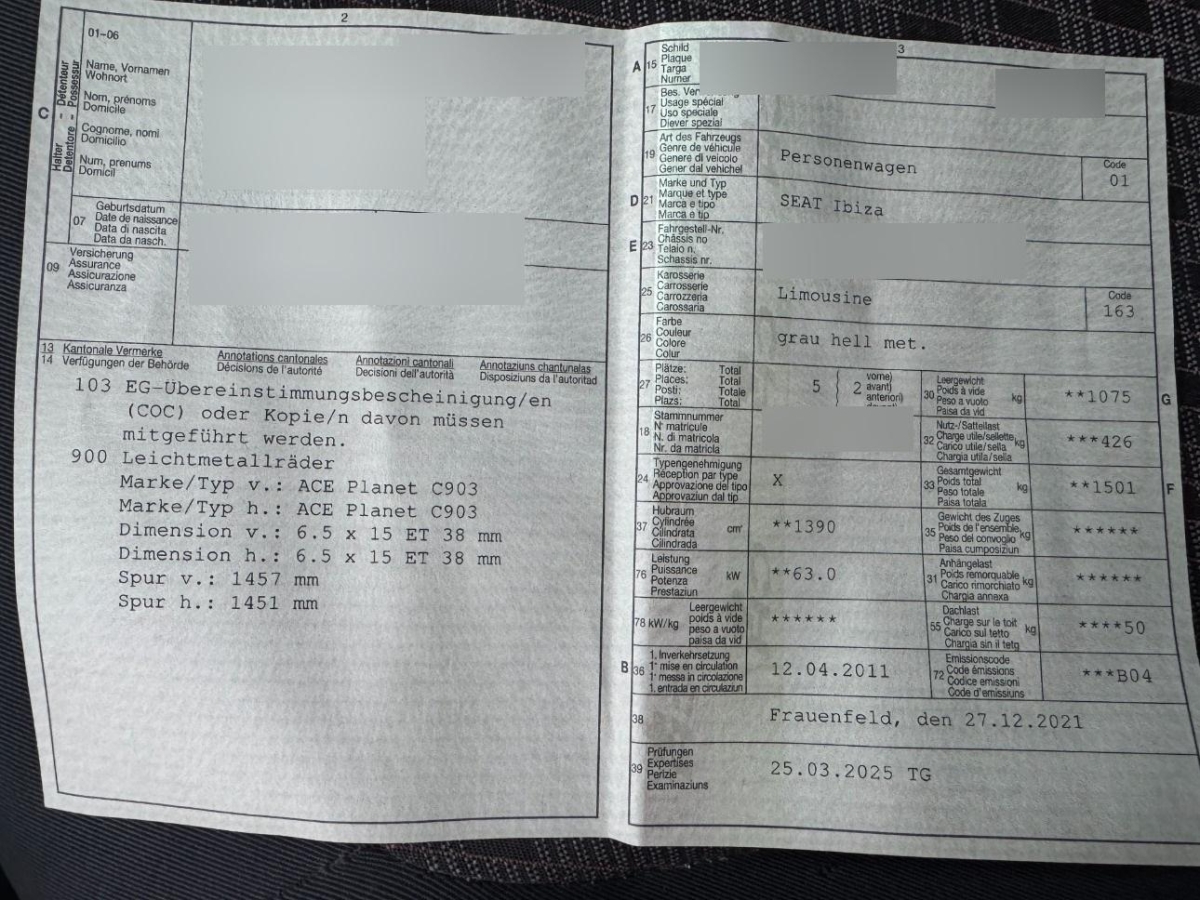 2
01–06
C
Halter - Détenteur
Detentore - Possessur
Name, Vornamen
Wohnort
Nom, prénoms
Domicile
Cognome, nomi
Domicilio
Num, prenums
Domicil
07
Geburtsdatum
Date de naissance
Data di nascita
Data da nasch.
09
Versicherung
Assurance
Assicurazione
Assicuranza
13 Kantonale Vermerke
14 Verfügungen der Behörde
Annotations cantonales
Décisions de l'autorité
Annotazioni cantonali
Decisioni dell'autorità
Annotaziuns chantunalas
Disposiziuns da l'autoritad
103 EG-Übereinstimmungsbescheinigung/en
(COC) oder Kopie/n davon müssen
mitgeführt werden.
900 Leichtmetallräder
Marke/Typ v.: ACE Planet C903
Marke/Typ h.: ACE Planet C903
Dimension v.: 6.5 x 15 ET 38 mm
Dimension h.: 6.5 x 15 ET 38 mm
Spur v.: 1457 mm
Spur h.: 1451 mm
3
A 15
Schild
Plaque
Targa
Numer
17
Bes. Ver
Usage spécial
Uso speciale
Diever spezial
19
Art des Fahrzeugs
Genre de véhicule
Genere di veicolo
Gener dal vehichel
Personenwagen
Code
01
D 21
Marke und Typ
Marque et type
Marca e tipo
Marca e tip
SEAT Ibiza
E 23
Fahrgestell-Nr.
Châssis no
Telaio n.
Schassis nr.
25
Karosserie
Carrosserie
Carrozzeria
Carossaria
Limousine
Code
163
26
Farbe
Couleur
Colore
Colur
grau hell met.
27
Plätze: Total
Places: Total
Posti: Totale
Plazs: Total
5
2
vorne)
avant)
anteriori)
30
Leergewicht
Poids à vide
Peso a vuoto
Paisa da vid
kg
**1075
G
18
Stammnummer
N° matricule
N. di matricola
Nr. da matricla
32
Nutz-/Sattellast
Charge utile/sellette
Carico utile/sella
Chargia utila/sella
kg
***426
24
Typengenehmigung
Réception par type
Approvazione del tipo
Approvaziun dal tip
X
33
Gesamtgewicht
Poids total
Peso totale
Paisa totala
kg
**1501
F
37
Hubraum
Cylindrée
Cilindrata
Cilindrada
cm³
**1390
35
Gewicht des Zuges
Poids de l'ensemble
Peso del convoglio
Paisa cumposiziun
kg
******
76
Leistung
Puissance
Potenza
Prestaziun
kW
**63.0
31
Anhängelast
Poids remorquable
Carico rimorchiato
Chargia annexa
kg
******
78 kW/kg
Leergewicht
poids à vide
peso a vuoto
paisa da vid
******
55
Dachlast
Charge sur le toit
Carico sul tetto
Chargia sin il tetg
kg
****50
B 36
1. Inverkehrsetzung
1ʳᵉ mise en circulation
1ᵃ messa in circolazione
1. entrada en circulaziun
12.04.2011
72
Emissionscode
Code émissions
Codice emissioni
Code d'emissiuns
***B04
38
Frauenfeld, den 27.12.2021
39
Prüfungen
Expertises
Perizie
Examinaziuns
25.03.2025 TG